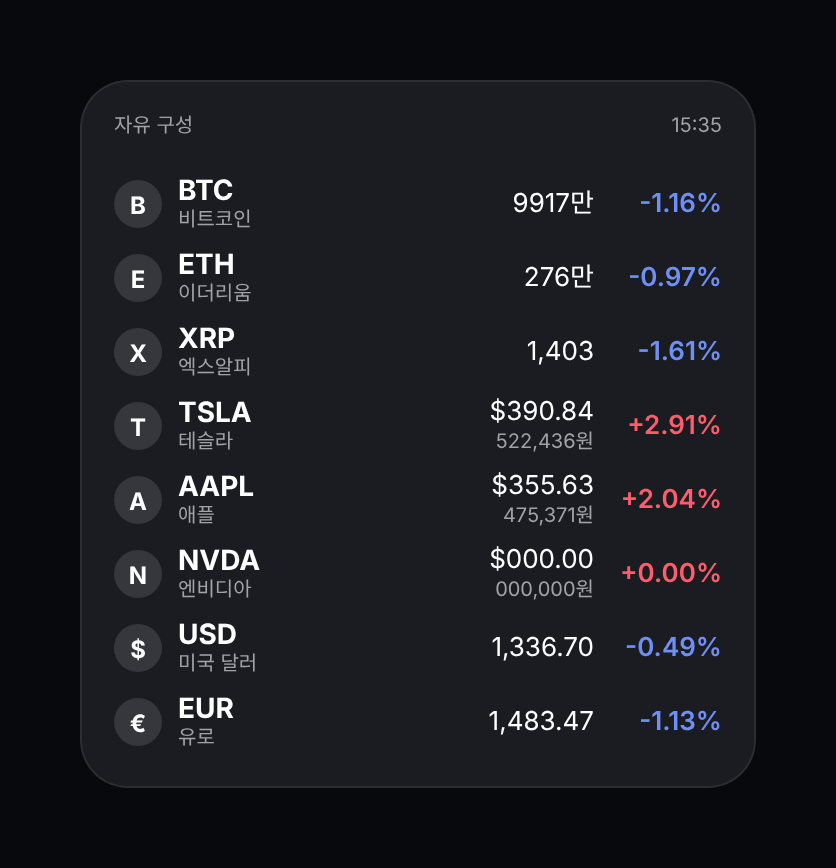 자유 구성 15:35
B BTC 9917만 -1.16%
비트코인
E ETH 276만 -0.97%
이더리움
X XRP 1,403 -1.61%
엑스알피
T TSLA $390.84 +2.91%
테슬라 522,436원
A AAPL $355.63 +2.04%
애플 475,371원
N NVDA $000.00 +0.00%
엔비디아 000,000원
$ USD 1,336.70 -0.49%
미국 달러
€ EUR 1,483.47 -1.13%
유로